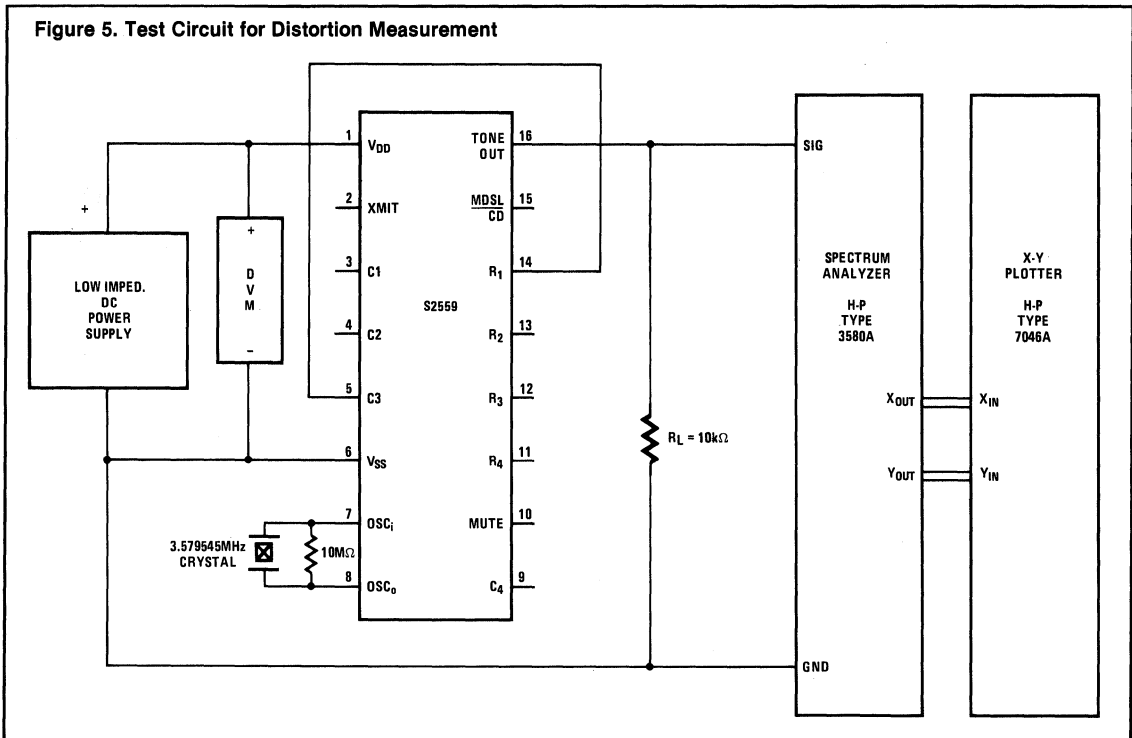 Figure 5. Test Circuit for Distortion Measurement
+
LOW IMPED.
DC
POWER
SUPPLY
+
D
V
M
−
1
VDD
2
XMIT
3
C1
4
C2
5
C3
6
VSS
7
OSCi
8
OSCo
3.579545MHz
CRYSTAL
10MΩ
S2559
TONE
OUT
16
MDSL
CD
15
R1
14
R2
13
R3
12
R4
11
MUTE
10
C4
9
RL = 10kΩ
SIG
SPECTRUM
ANALYZER
H-P
TYPE
3580A
XOUT
YOUT
GND
X-Y
PLOTTER
H-P
TYPE
7046A
XIN
YIN